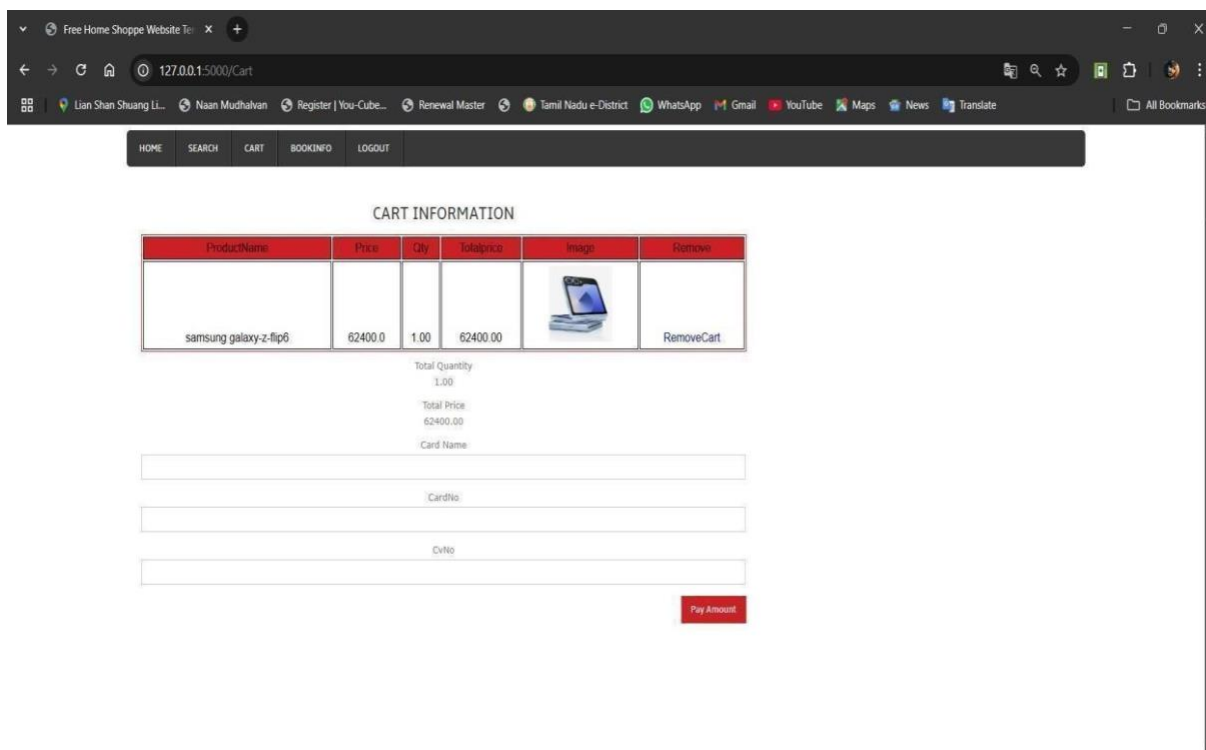 Free Home Shoppe Website Te
127.0.0.1:5000/Cart
Lian Shan Shuang Li... Naan Mudhalvan Register | You-Cube... Renewal Master Tamil Nadu e-District WhatsApp Gmail YouTube Maps News Translate All Bookmarks
HOME SEARCH CART BOOKINFO LOGOUT
CART INFORMATION
ProductName Price Qty Totalprice Image Remove
samsung galaxy-z-flip6 62400.0 1.00 62400.00 RemoveCart
Total Quantity
1.00
Total Price
62400.00
Card Name
CardNo
CvNo
Pay Amount